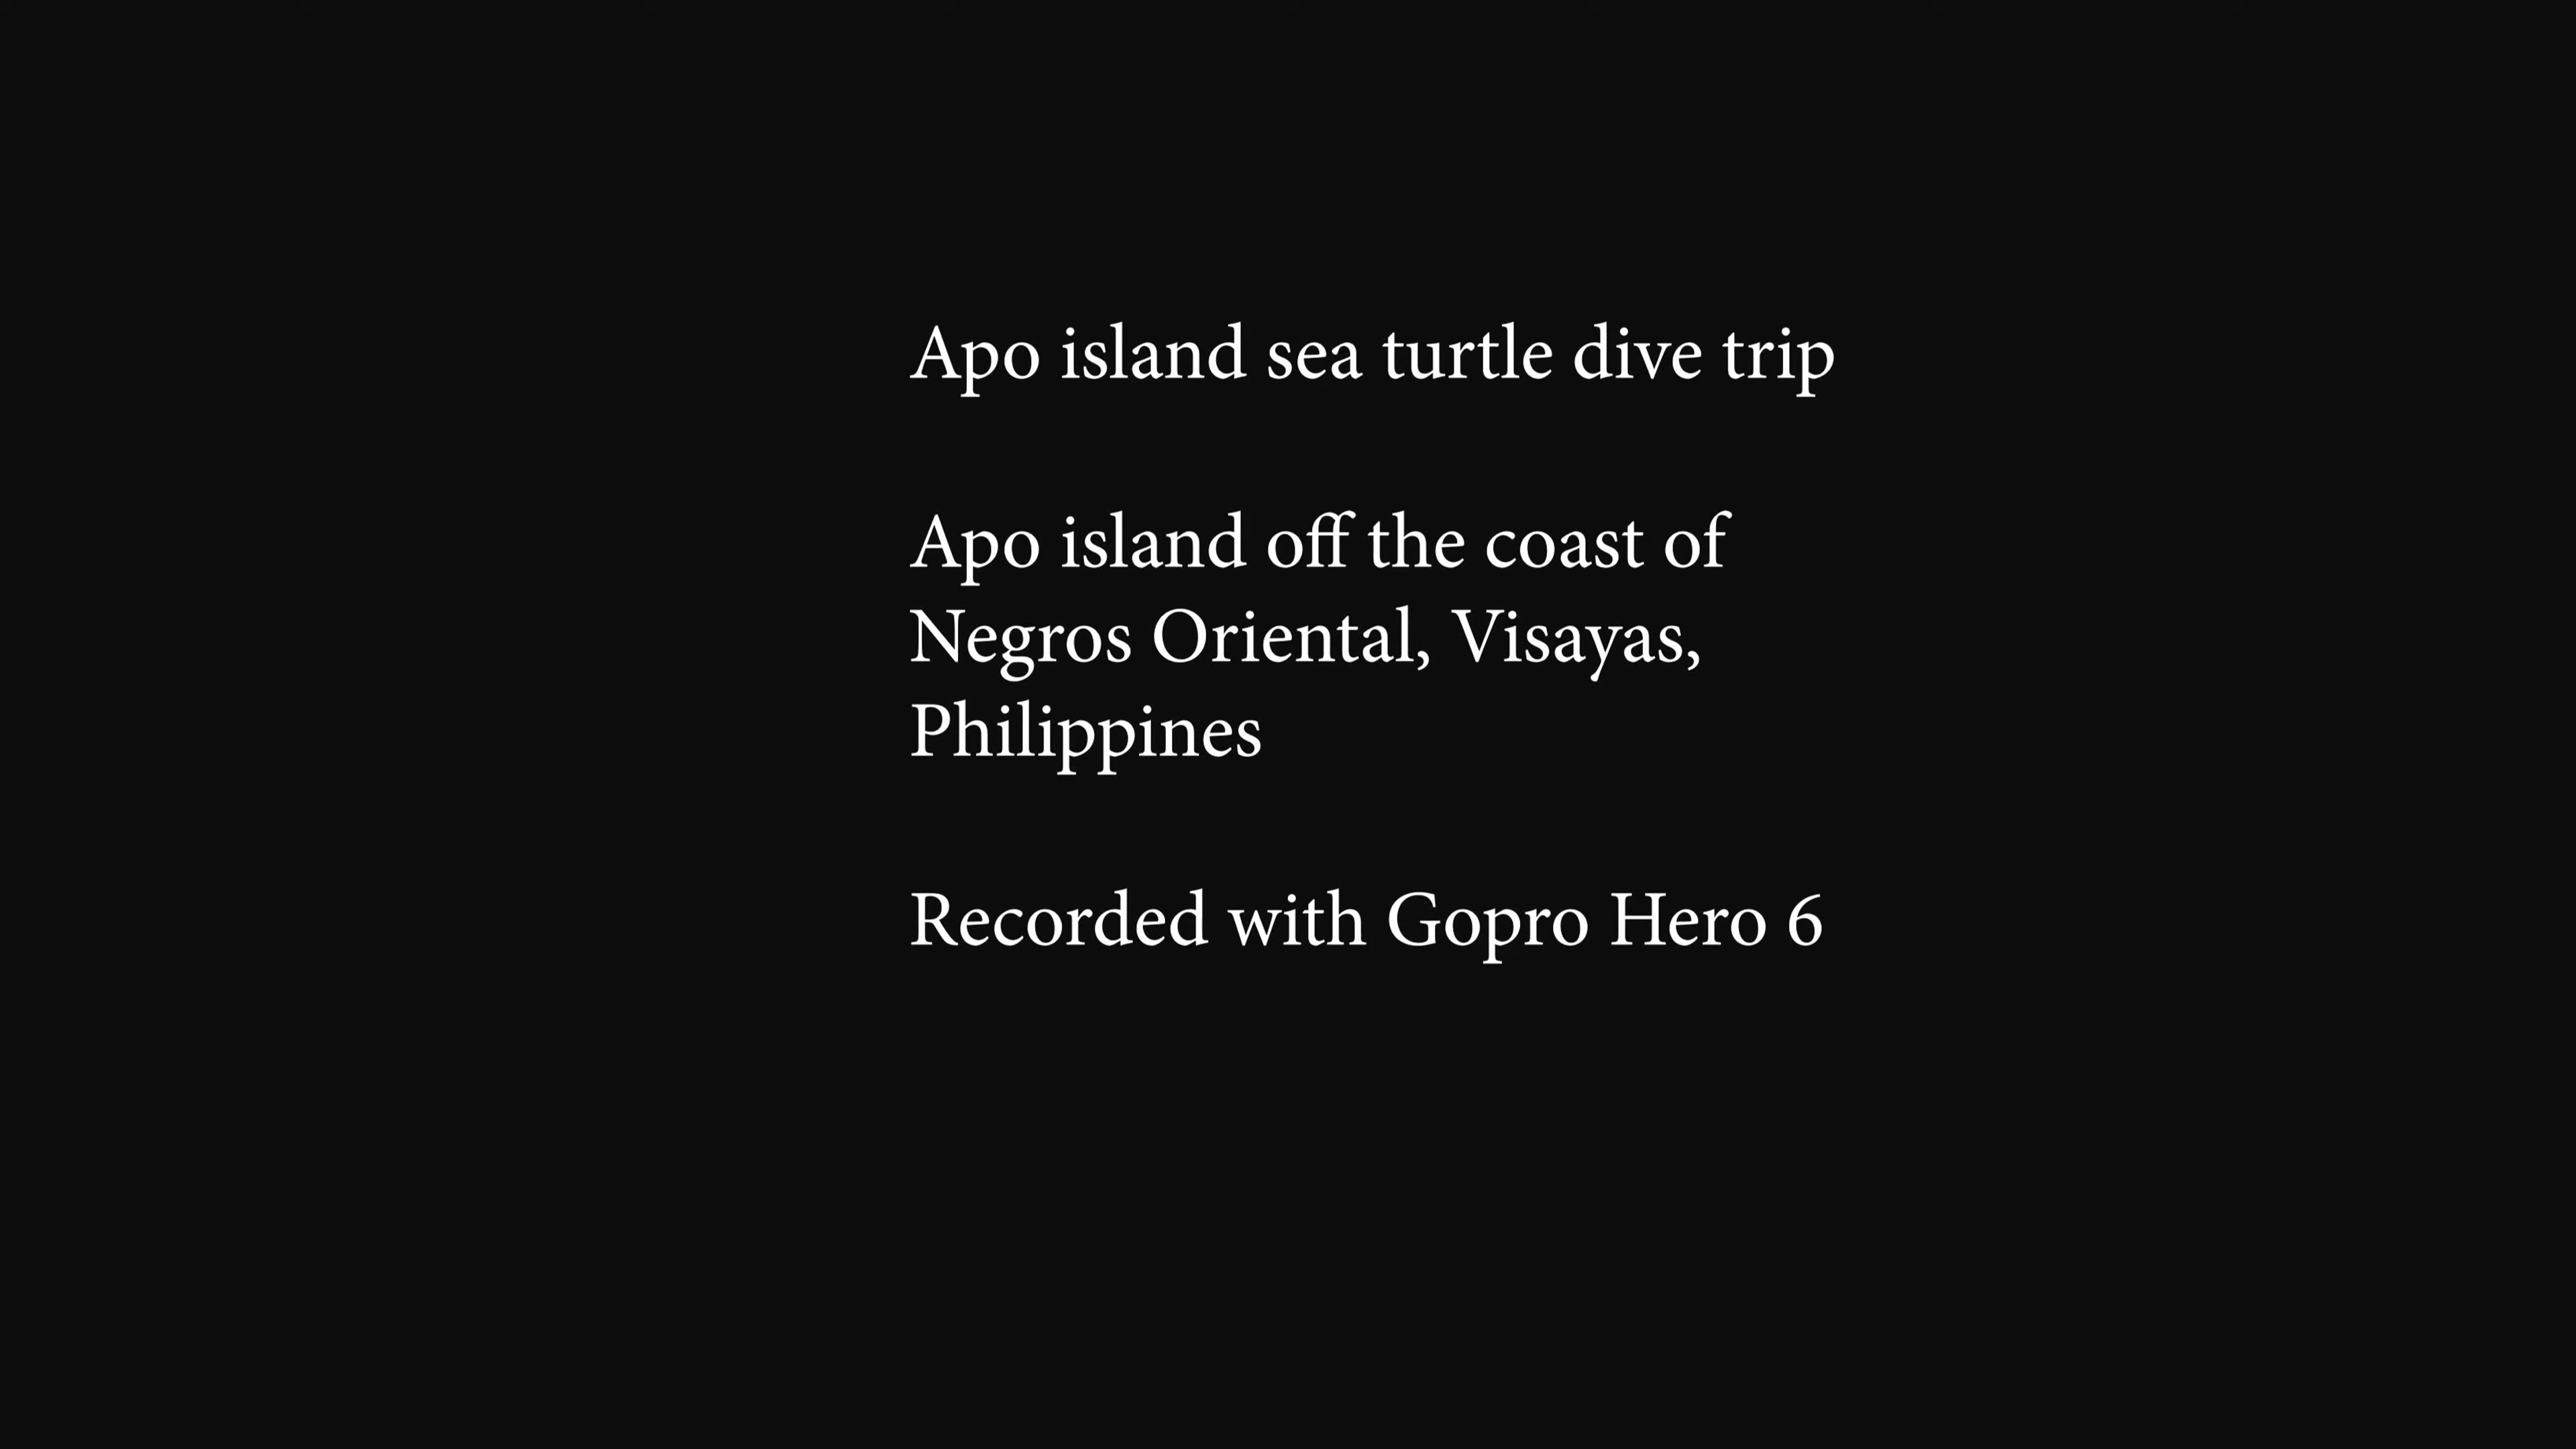 Apo island sea turtle dive trip
Apo island off the coast of
Negros Oriental, Visayas,
Philippines
Recorded with Gopro Hero 6